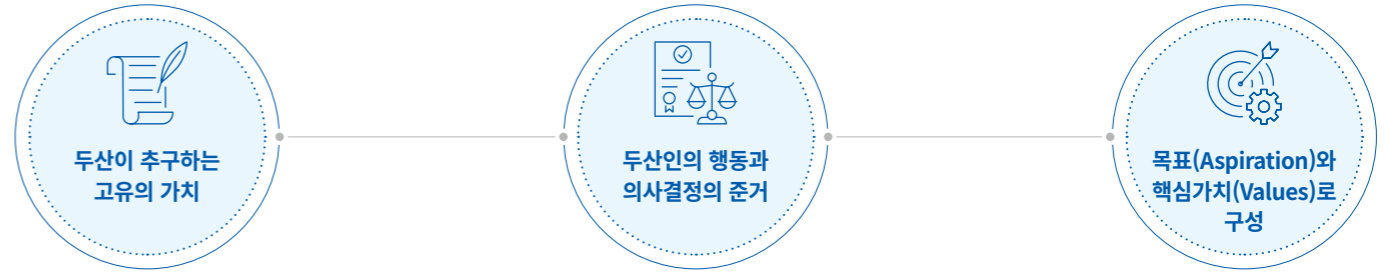 두산이 추구하는
고유의 가치
두산인의 행동과
의사결정의 준거
목표(Aspiration)와
핵심가치(Values)로
구성